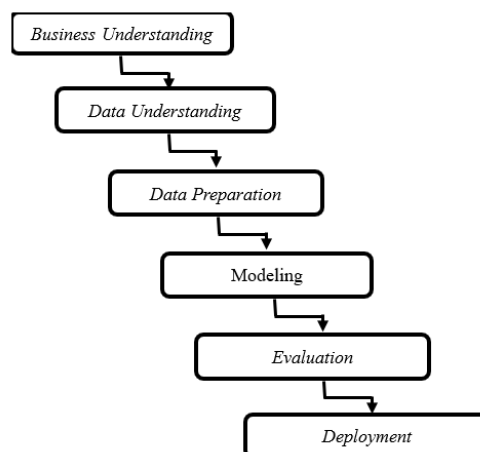 Business Understanding
Data Understanding
Data Preparation
Modeling
Evaluation
Deployment